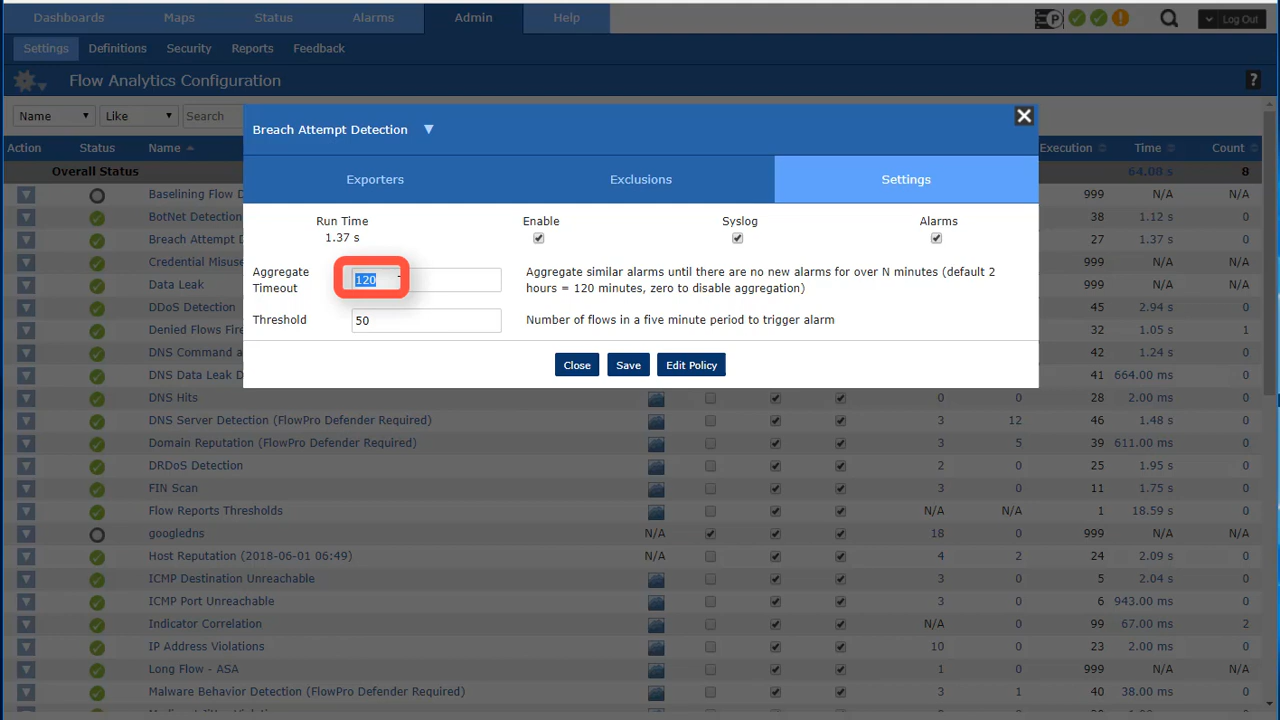 Dashboards Maps Status Alarms Admin Help P Log Out
Settings Definitions Security Reports Feedback
Flow Analytics Configuration ?
Name Like Search
Action Status Name Execution Time Count
Overall Status 64.08 s 8
Baselining Flow D 999 N/A N/A
BotNet Detection 38 1.12 s 0
Breach Attempt D 27 1.37 s 0
Credential Misuse
Data Leak
DDoS Detection 45 2.94 s 0
Denied Flows Fire 32 1.05 s 1
DNS Command a 42 1.24 s 0
DNS Data Leak D 41 664.00 ms 0
Breach Attempt Detection
Exporters Exclusions Settings
Run Time Enable Syslog Alarms
1.37 s
Aggregate Timeout 120 Aggregate similar alarms until there are no new alarms for over N minutes (default 2
hours = 120 minutes, zero to disable aggregation)
Threshold 50 Number of flows in a five minute period to trigger alarm
Close Save Edit Policy
DNS Hits 0 0 28 2.00 ms 0
DNS Server Detection (FlowPro Defender Required) 3 12 46 1.48 s 0
Domain Reputation (FlowPro Defender Required) 3 5 39 611.00 ms 0
DRDoS Detection 2 0 25 1.95 s 0
FIN Scan 3 0 11 1.75 s 0
Flow Reports Thresholds N/A N/A 1 18.59 s 0
googledns N/A 18 0 999 N/A N/A
Host Reputation (2018-06-01 06:49) N/A 4 2 24 2.09 s 0
ICMP Destination Unreachable 3 0 5 2.04 s 0
ICMP Port Unreachable 3 0 6 943.00 ms 0
Indicator Correlation N/A 0 99 67.00 ms 2
IP Address Violations 10 0 23 2.00 ms 0
Long Flow - ASA 1 0 999 N/A N/A
Malware Behavior Detection (FlowPro Defender Required) 3 1 40 38.00 ms 0